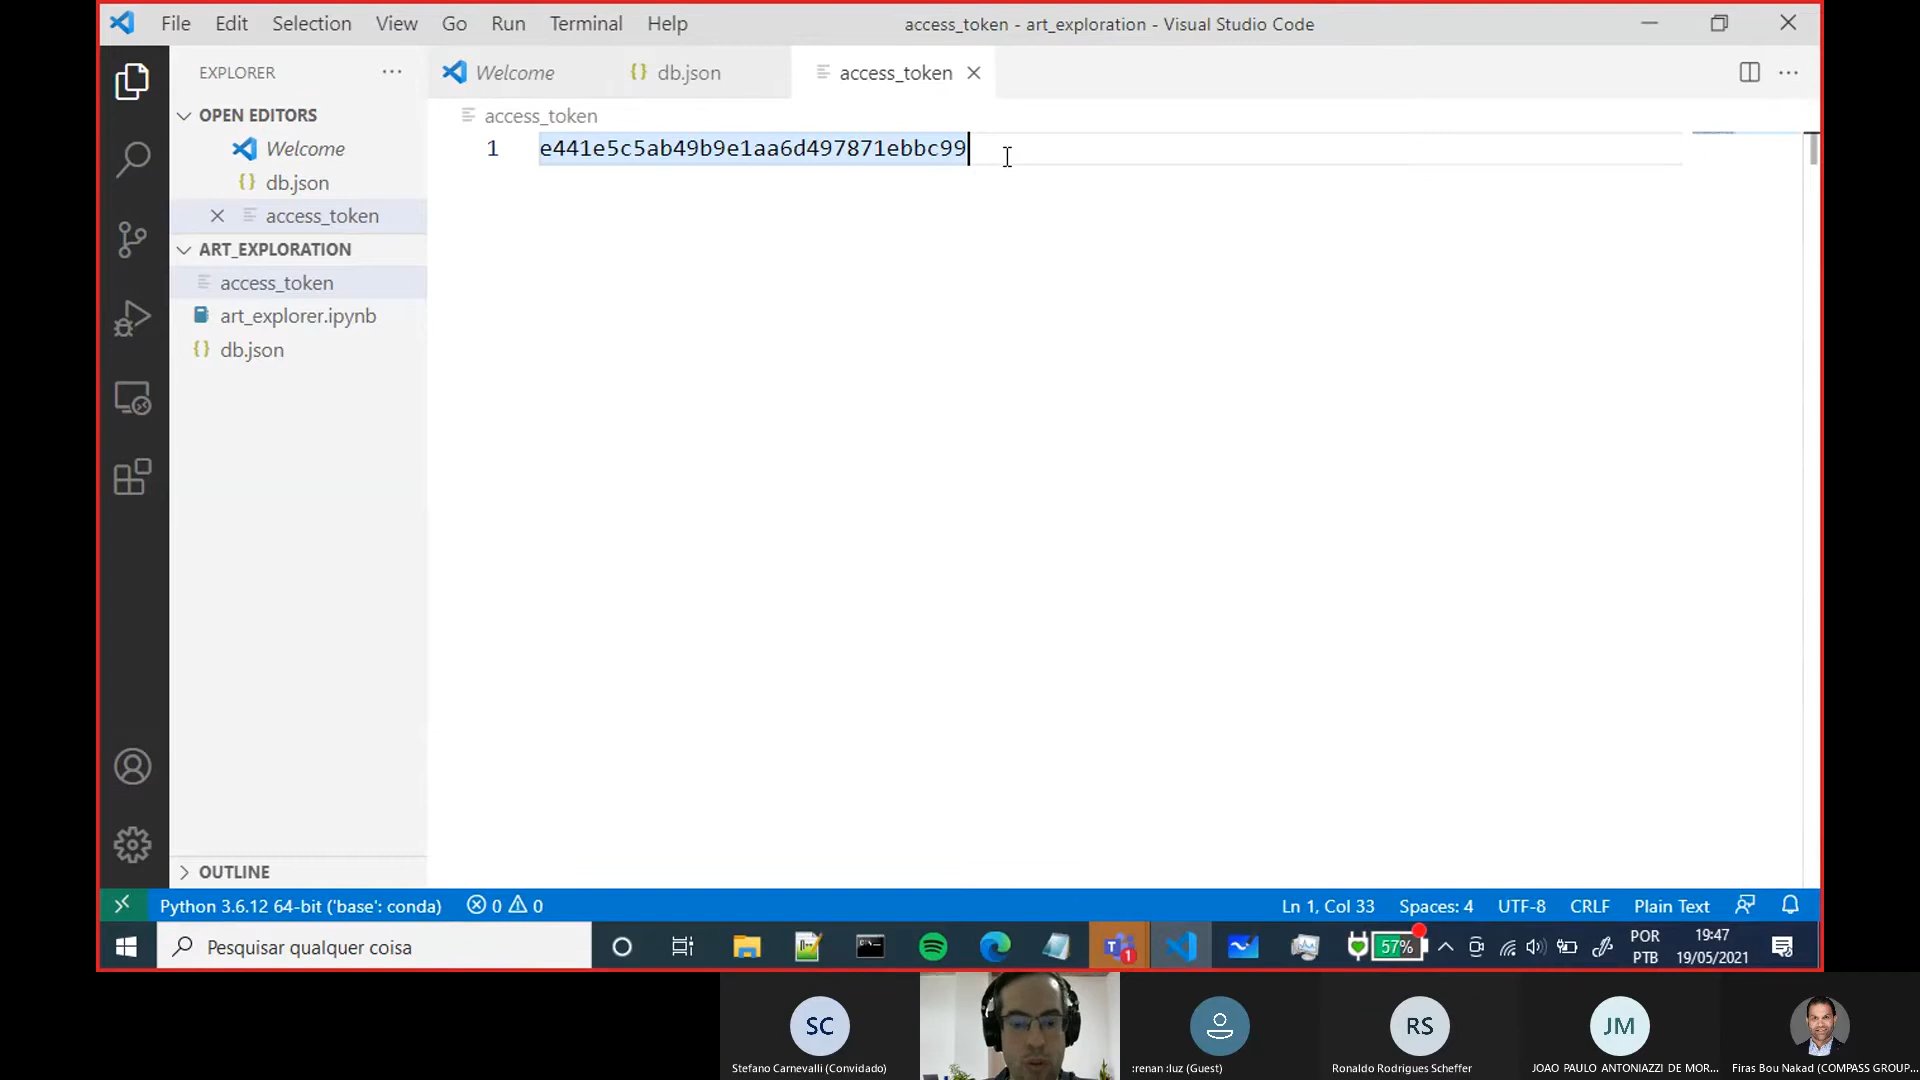 File Edit Selection View Go Run Terminal Help
access_token - art_exploration - Visual Studio Code
EXPLORER
Welcome
db.json
access_token
OPEN EDITORS
Welcome
db.json
access_token
ART_EXPLORATION
access_token
art_explorer.ipynb
db.json
OUTLINE
access_token
1 e441e5c5ab49b9e1aa6d497871ebbc99
Python 3.6.12 64-bit ('base': conda) 0 0
Ln 1, Col 33 Spaces: 4 UTF-8 CRLF Plain Text
Pesquisar qualquer coisa
1
57%
POR
PTB
19:47
19/05/2021
SC
RS
JM
Stefano Carnevalli (Convidado)
:renan :luz (Guest)
Ronaldo Rodrigues Scheffer
JOAO PAULO ANTONIAZZI DE MOR...
Firas Bou Nakad (COMPASS GROUP...